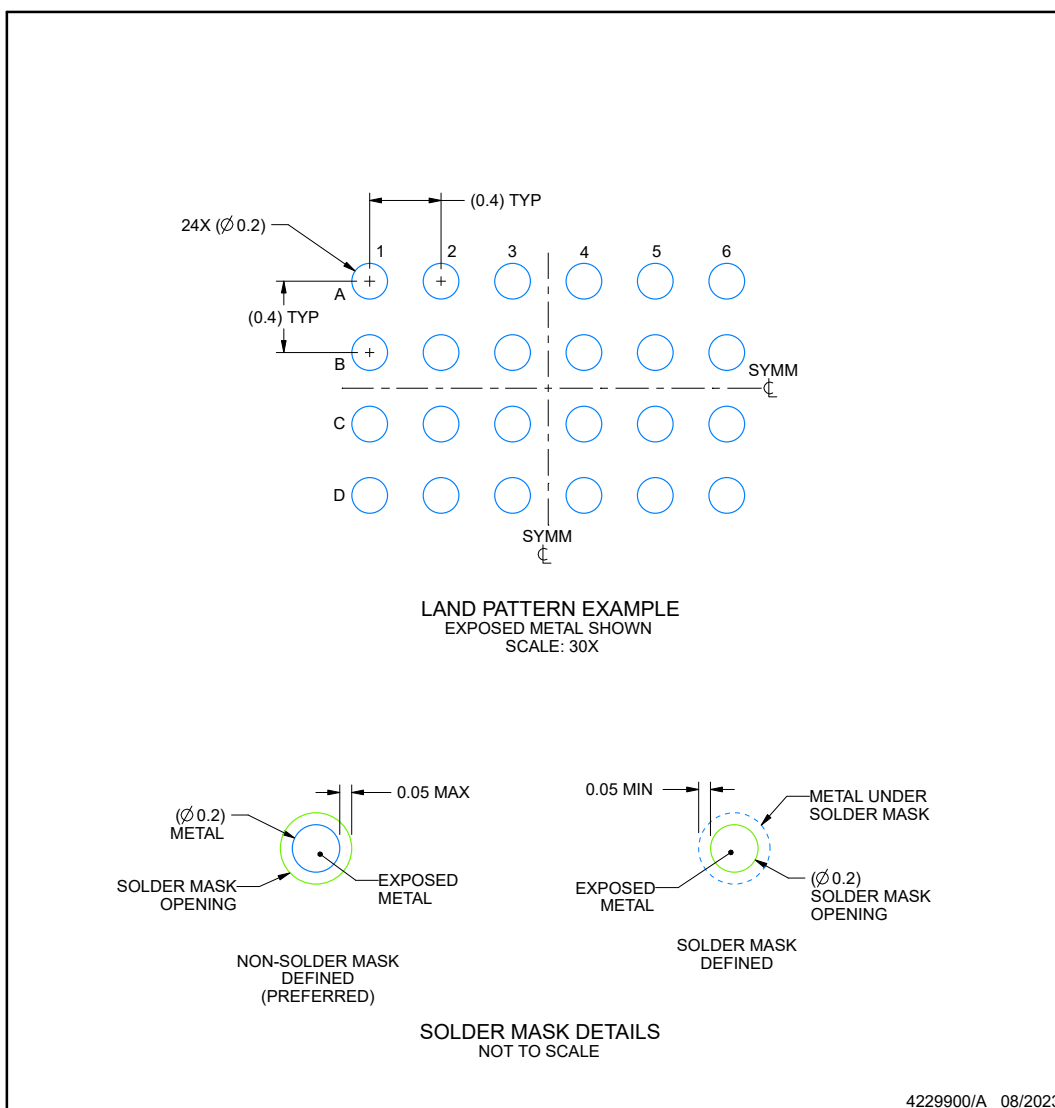 (0.4) TYP
24X (∅ 0.2)
1
2
3
4
5
6
A
(0.4) TYP
B
SYMM
℄
C
D
SYMM
℄
LAND PATTERN EXAMPLE
EXPOSED METAL SHOWN
SCALE: 30X
(∅ 0.2)
METAL
0.05 MAX
SOLDER MASK
OPENING
EXPOSED
METAL
NON-SOLDER MASK
DEFINED
(PREFERRED)
0.05 MIN
METAL UNDER
SOLDER MASK
EXPOSED
METAL
(∅ 0.2)
SOLDER MASK
OPENING
SOLDER MASK
DEFINED
SOLDER MASK DETAILS
NOT TO SCALE
4229900/A 08/2023